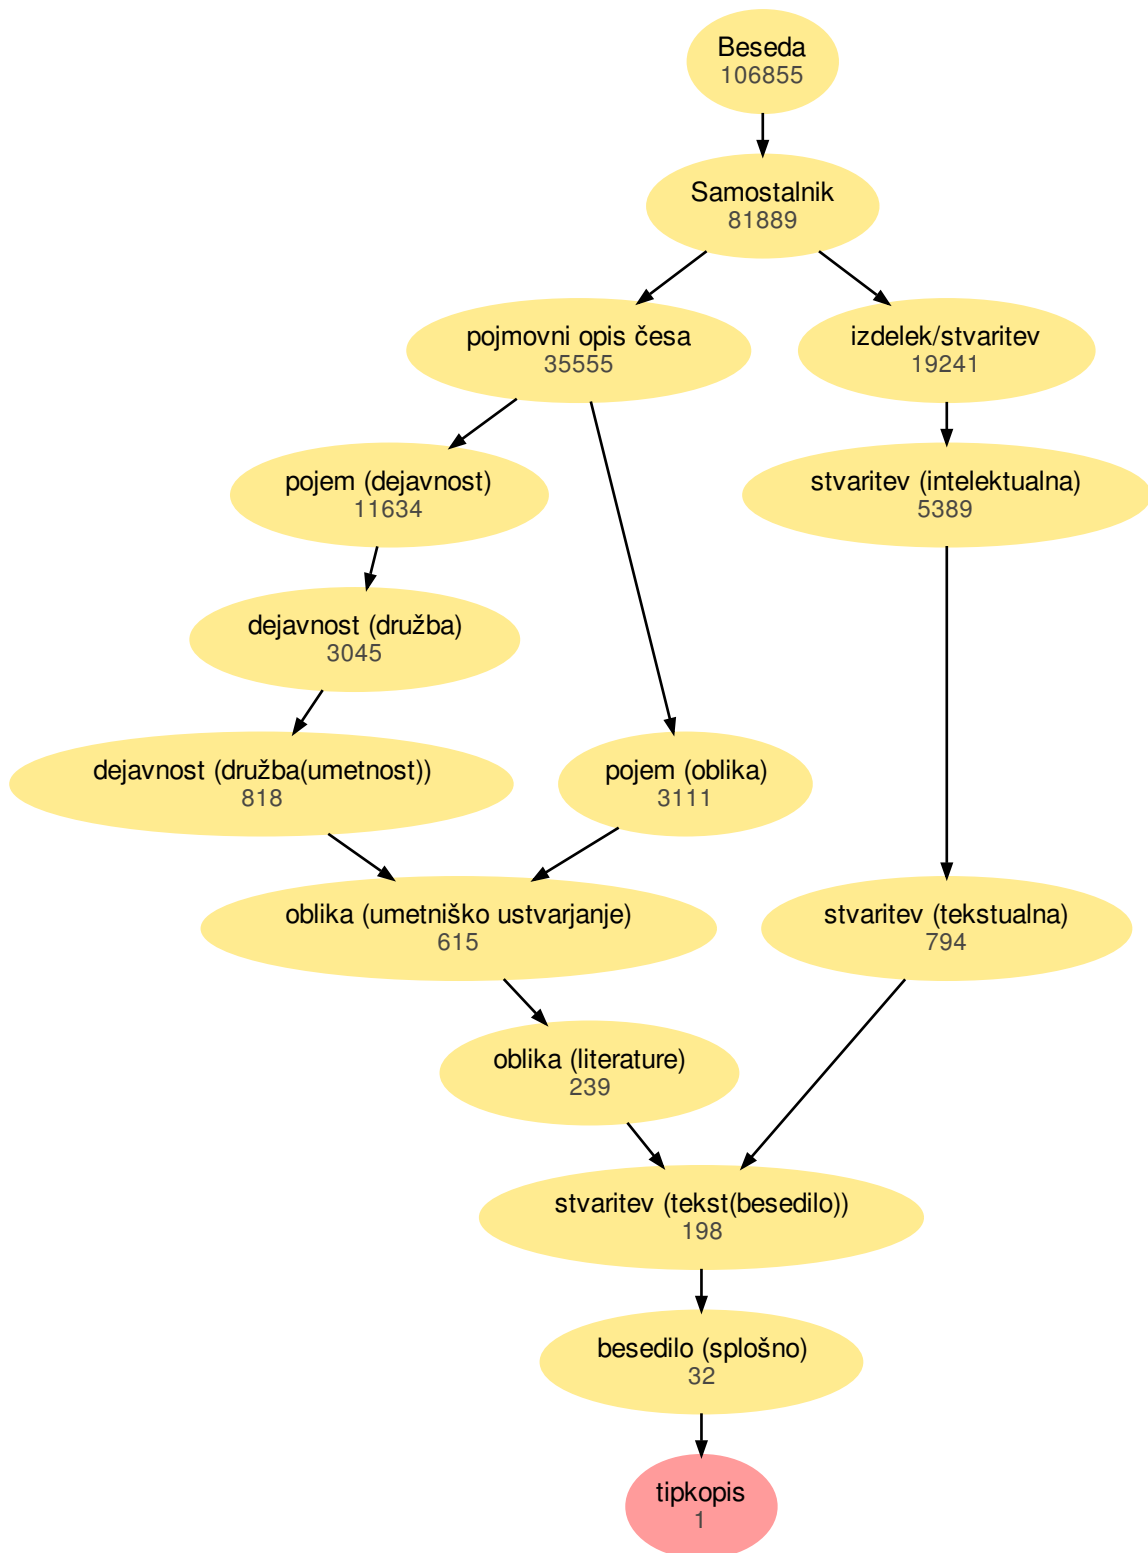 Beseda
106855
Samostalnik
81889
pojmovni opis česa
35555
izdelek/stvaritev
19241
pojem (dejavnost)
11634
stvaritev (intelektualna)
5389
dejavnost (družba)
3045
dejavnost (družba(umetnost))
818
pojem (oblika)
3111
oblika (umetniško ustvarjanje)
615
stvaritev (tekstualna)
794
oblika (literature)
239
stvaritev (tekst(besedilo))
198
besedilo (splošno)
32
tipkopis
1